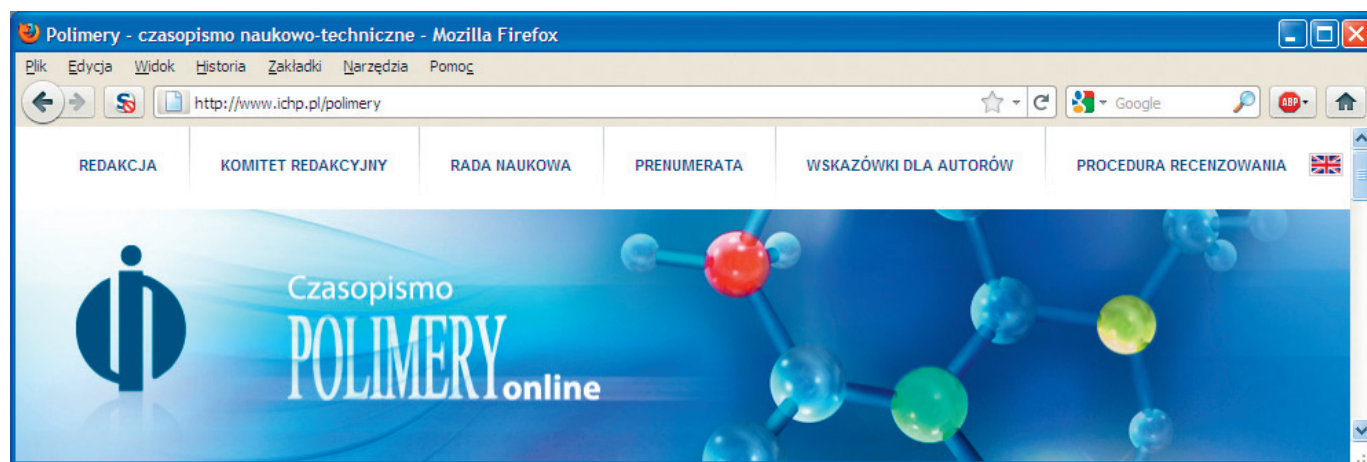 Polimery - czasopismo naukowo-techniczne - Mozilla Firefox
Plik Edycja Widok Historia Zakładki Narzędzia Pomoc
http://www.ichp.pl/polimery Google ABP
REDAKCJA KOMITET REDAKCYJNY RADA NAUKOWA PRENUMERATA WSKAZÓWKI DLA AUTORÓW PROCEDURA RECENZOWANIA
Czasopismo
POLIMERY online